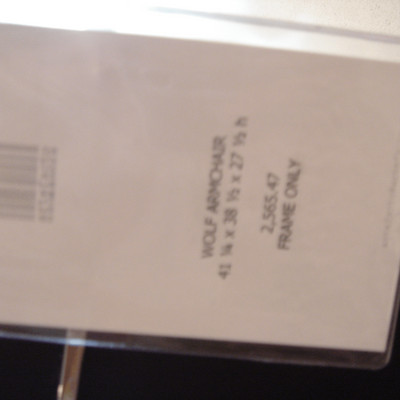 WOLF ARMCHAIR
41 ¼ x 38 ½ x 27 ½ h
2,565.47
FRAME ONLY